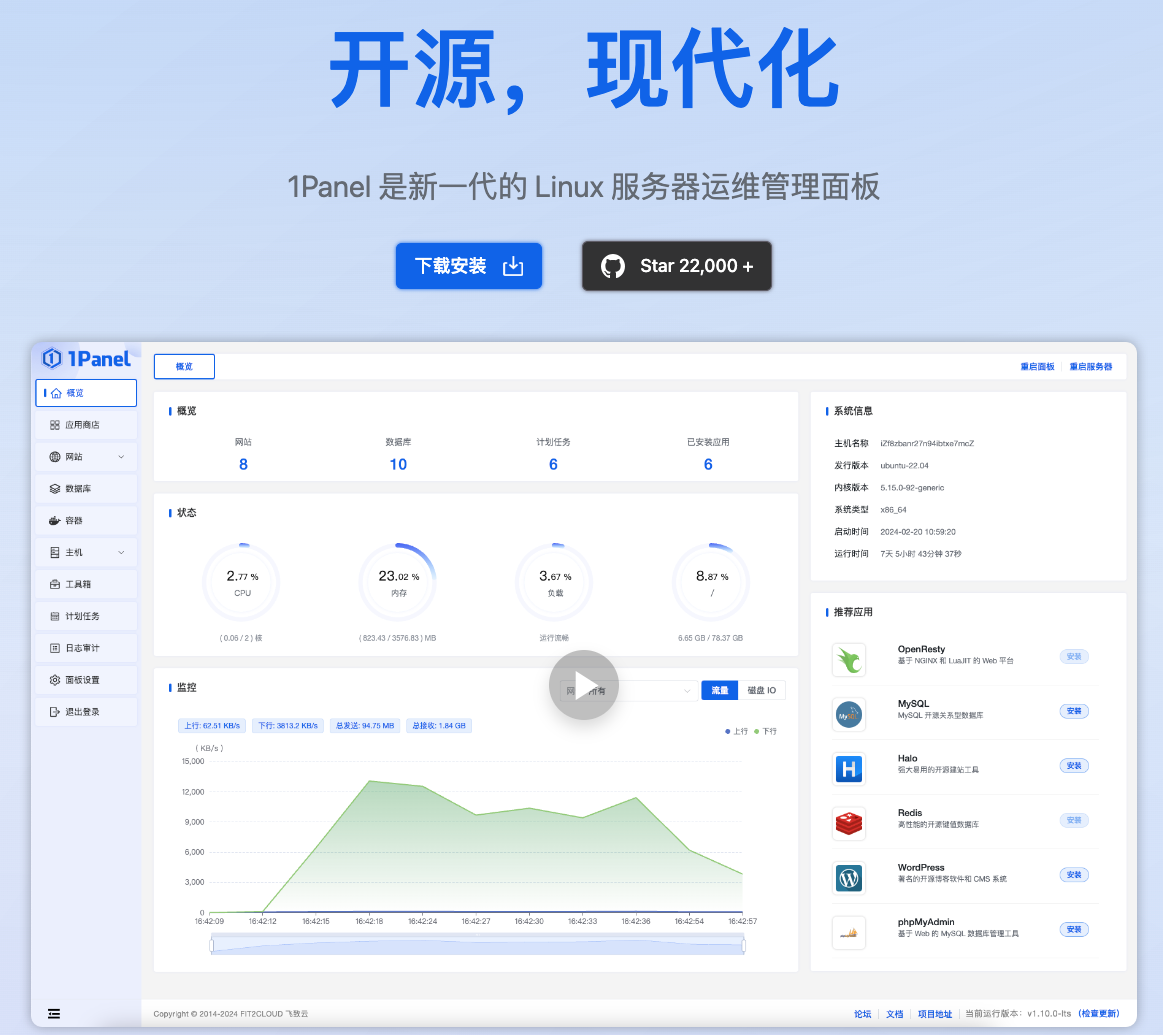 开源，现代化
1Panel 是新一代的 Linux 服务器运维管理面板
下载安装
Star 22,000 +
1Panel
概览
应用商店
网站
数据库
容器
主机
工具箱
计划任务
日志审计
面板设置
退出登录
概览
重启面板 重启服务器
概览
网站 数据库 计划任务 已安装应用
8 10 6 6
状态
2.77 % 23.02 % 3.67 % 8.87 %
CPU 内存 负载 /
( 0.06 / 2 ) 核 ( 823.43 / 3576.83 ) MB 运行流畅 6.65 GB / 78.37 GB
监控
所有
流量 磁盘 IO
上行: 62.51 KB/s 下行: 3813.2 KB/s 总发送: 94.75 MB 总接收: 1.84 GB
上行 下行
( KB/s )
15,000
12,000
9,000
6,000
3,000
0
16:42:09 16:42:12 16:42:15 16:42:18 16:42:24 16:42:27 16:42:30 16:42:33 16:42:36 16:42:54 16:42:57
系统信息
主机名称 iZf8zbanr27n94ibtxe7mcZ
发行版本 ubuntu-22.04
内核版本 5.15.0-92-generic
系统类型 x86_64
启动时间 2024-02-20 10:59:20
运行时间 7天 5小时 43分钟 37秒
推荐应用
OpenResty
基于 NGINX 和 LuaJIT 的 Web 平台
安装
MySQL
MySQL
MySQL 开源关系型数据库
安装
H
Halo
强大易用的开源建站工具
安装
Redis
高性能的开源键值数据库
安装
WordPress
著名的开源博客软件和 CMS 系统
安装
phpMyAdmin
基于 Web 的 MySQL 数据库管理工具
安装
Copyright © 2014-2024 FIT2CLOUD 飞致云
论坛 文档 项目地址 当前运行版本： v1.10.0-lts (检查更新)